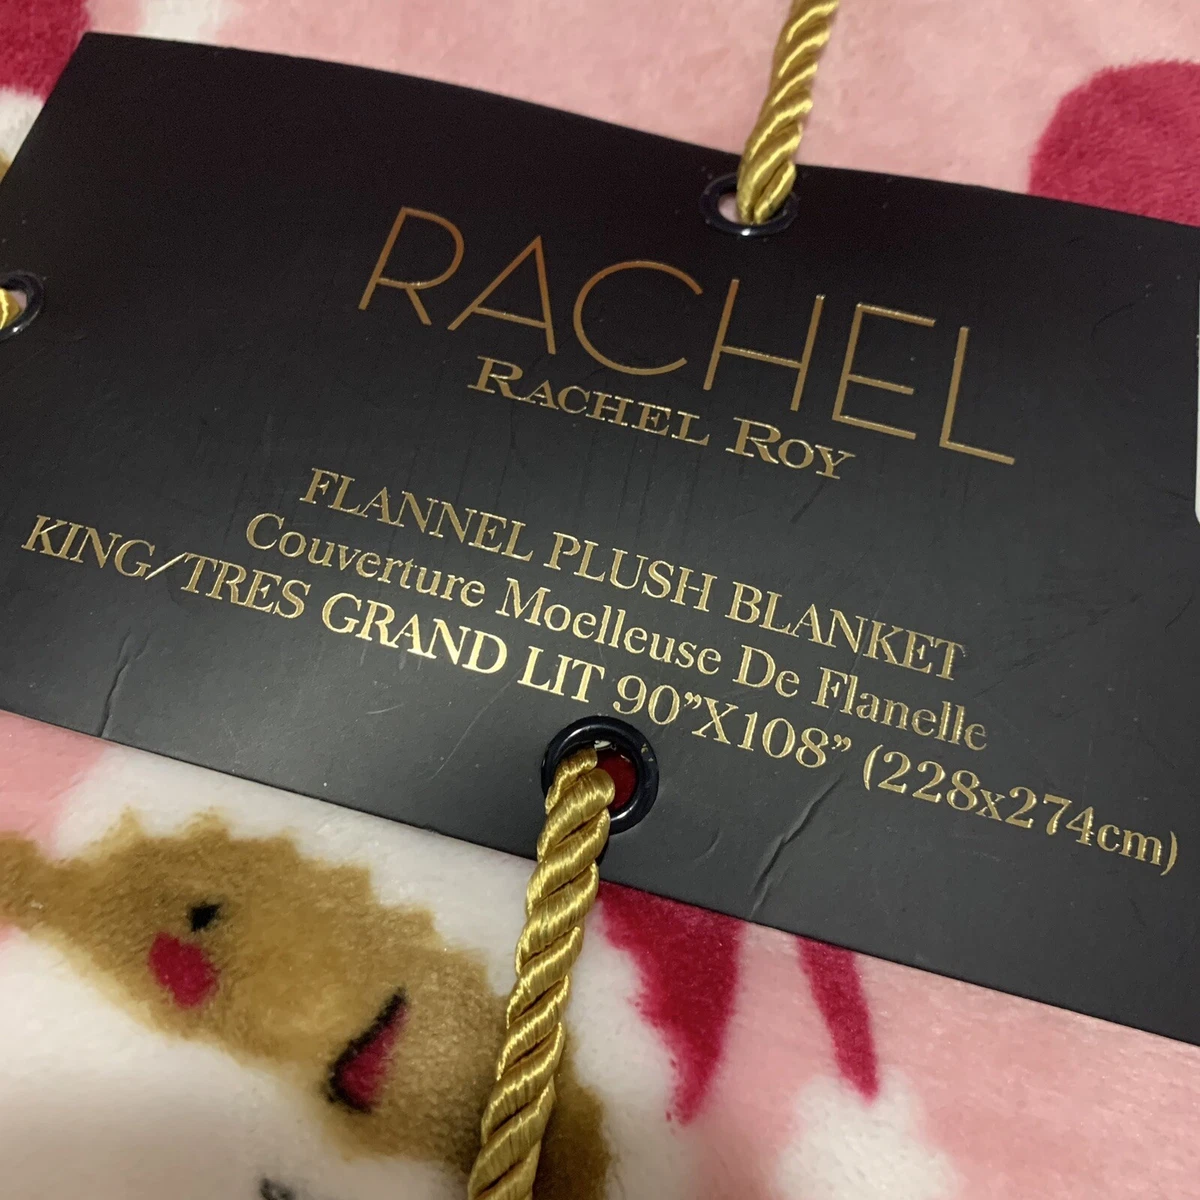 RACHEL
RACHEL ROY
FLANNEL PLUSH BLANKET
Couverture Moelleuse De Flanelle
KING/TRES GRAND LIT 90”X108” (228x274cm)